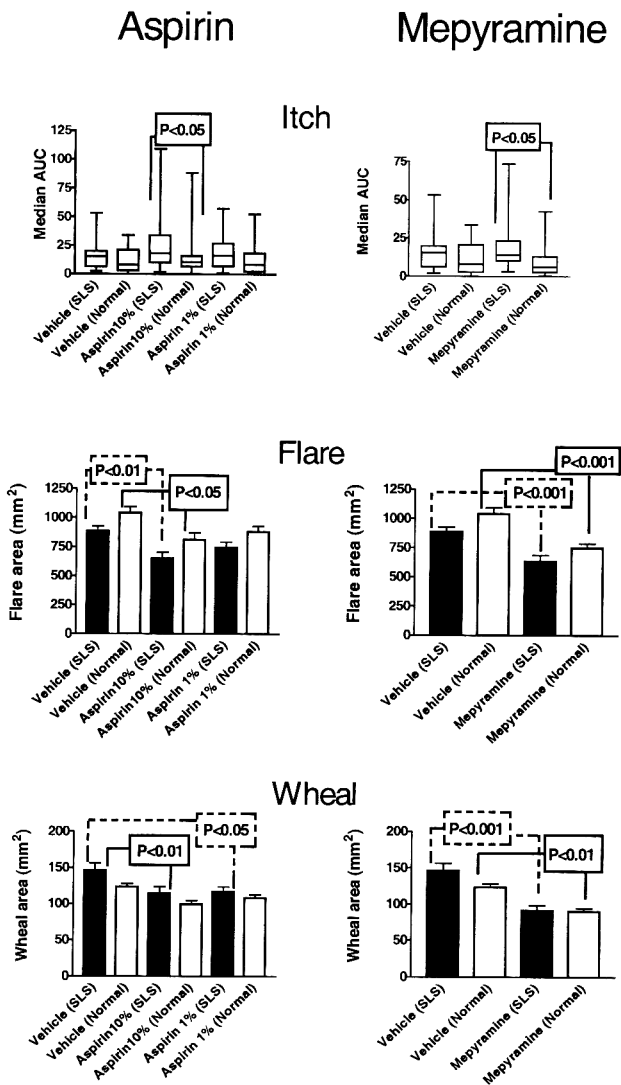 Aspirin
Mepyramine
Itch
P<0.05
Median AUC
125
100
75
50
25
0
Vehicle (SLS)
Vehicle (Normal)
Aspirin10% (SLS)
Aspirin10% (Normal)
Aspirin 1% (SLS)
Aspirin 1% (Normal)
P<0.05
Median AUC
75
50
25
0
Vehicle (SLS)
Vehicle (Normal)
Mepyramine (SLS)
Mepyramine (Normal)
Flare
P<0.01
P<0.05
Flare area (mm²)
1250
1000
750
500
250
0
Vehicle (SLS)
Vehicle (Normal)
Aspirin10% (SLS)
Aspirin10% (Normal)
Aspirin 1% (SLS)
Aspirin 1% (Normal)
P<0.001
P<0.001
Flare area (mm²)
1250
1000
750
500
250
0
Vehicle (SLS)
Vehicle (Normal)
Mepyramine (SLS)
Mepyramine (Normal)
Wheal
P<0.05
P<0.01
Wheal area (mm²)
200
150
100
50
0
Vehicle (SLS)
Vehicle (Normal)
Aspirin10% (SLS)
Aspirin10% (Normal)
Aspirin 1% (SLS)
Aspirin 1% (Normal)
P<0.001
P<0.01
Wheal area (mm²)
200
150
100
50
0
Vehicle (SLS)
Vehicle (Normal)
Mepyramine (SLS)
Mepyramine (Normal)